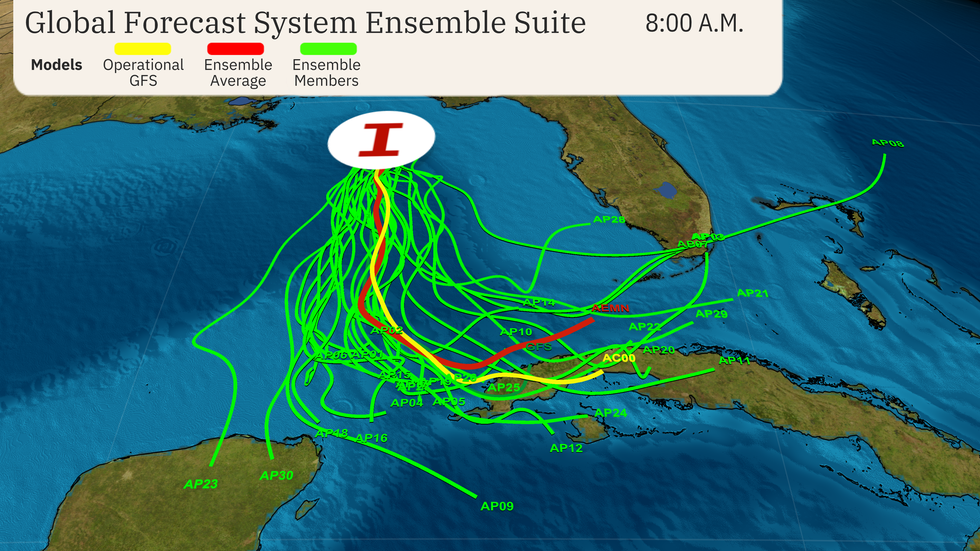 Global Forecast System Ensemble Suite
8:00 A.M.
Models
Operational
GFS
Ensemble
Average
Ensemble
Members
I
AP08
AP28
AP03
AP07
AP21
AP14
AEMN
AP29
AP02
AP10
AP22
GFS
AP20
AP06
AC00
AP11
AP15
AP25
AP04
AP05
AP24
AP18
AP16
AP12
AP30
AP23
AP09